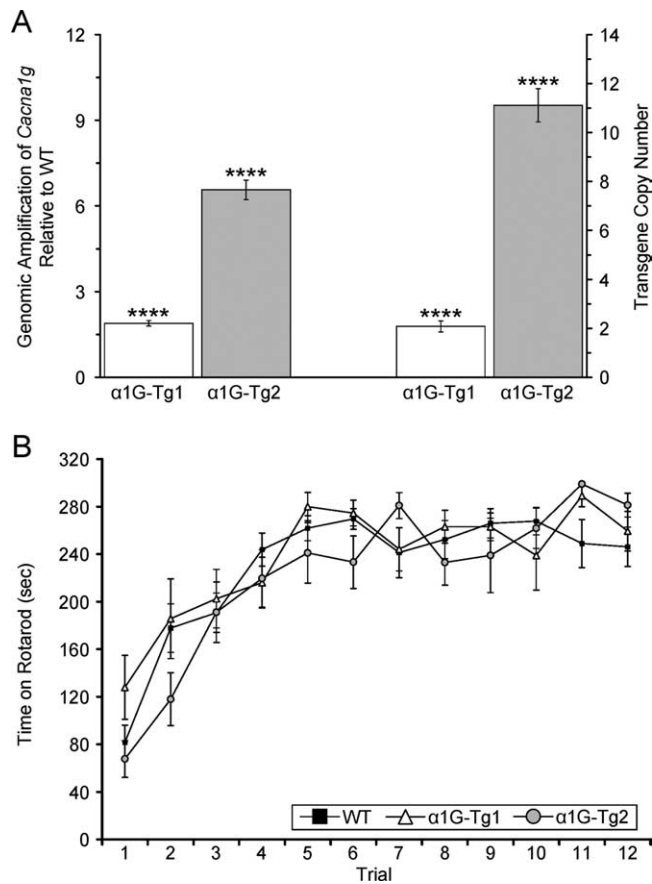 A
Genomic Amplification of Cacna1g
Relative to WT
12
9
6
3
0
****
****
****
****
14
12
10
8
6
4
2
0
Transgene Copy Number
α1G-Tg1
α1G-Tg2
α1G-Tg1
α1G-Tg2
B
Time on Rotarod (sec)
320
280
240
200
160
120
80
40
0
WT
α1G-Tg1
α1G-Tg2
1 2 3 4 5 6 7 8 9 10 11 12
Trial